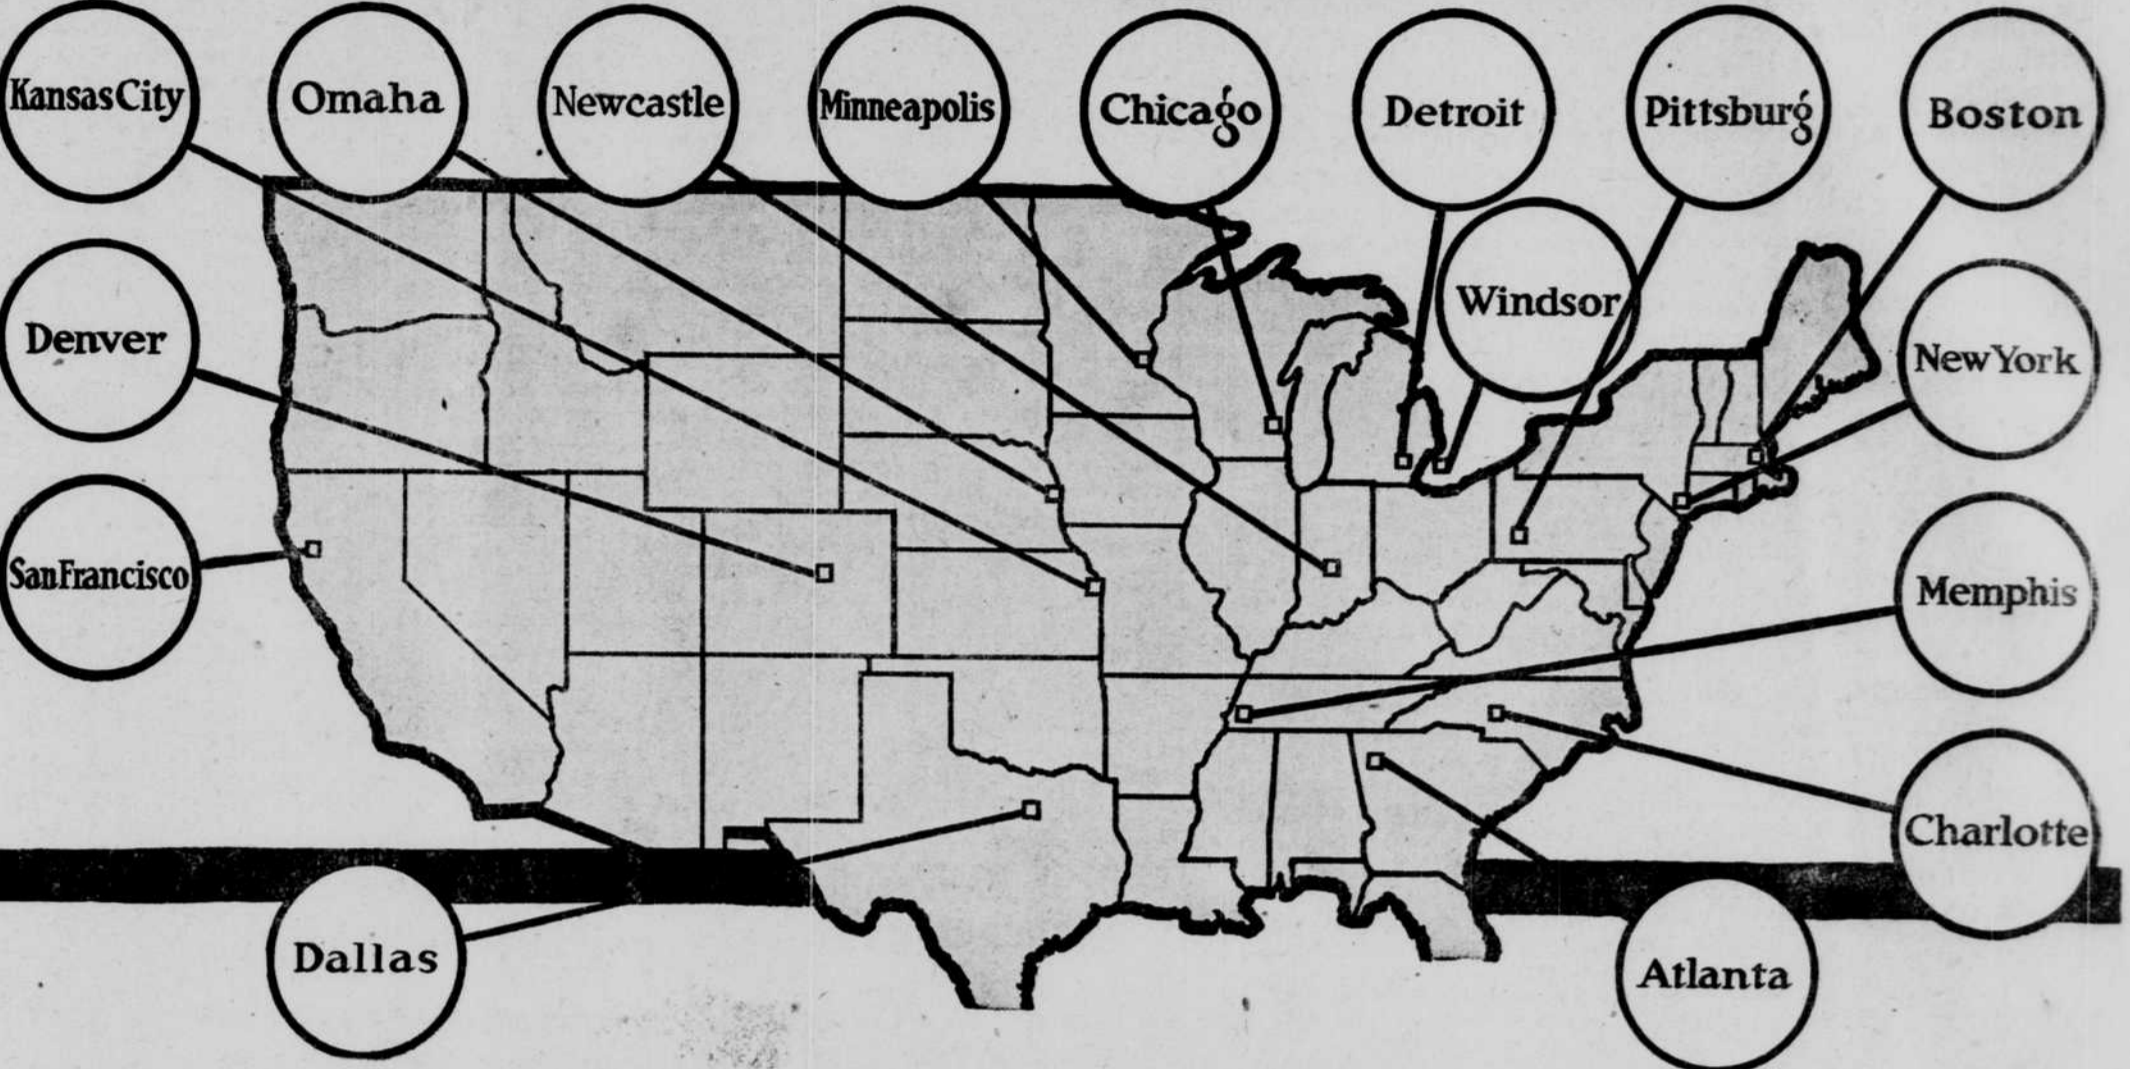 Kansas City
Omaha
Newcastle
Minneapolis
Chicago
Detroit
Pittsburg
Boston
Windsor
Denver
New York
San Francisco
Memphis
Charlotte
Dallas
Atlanta